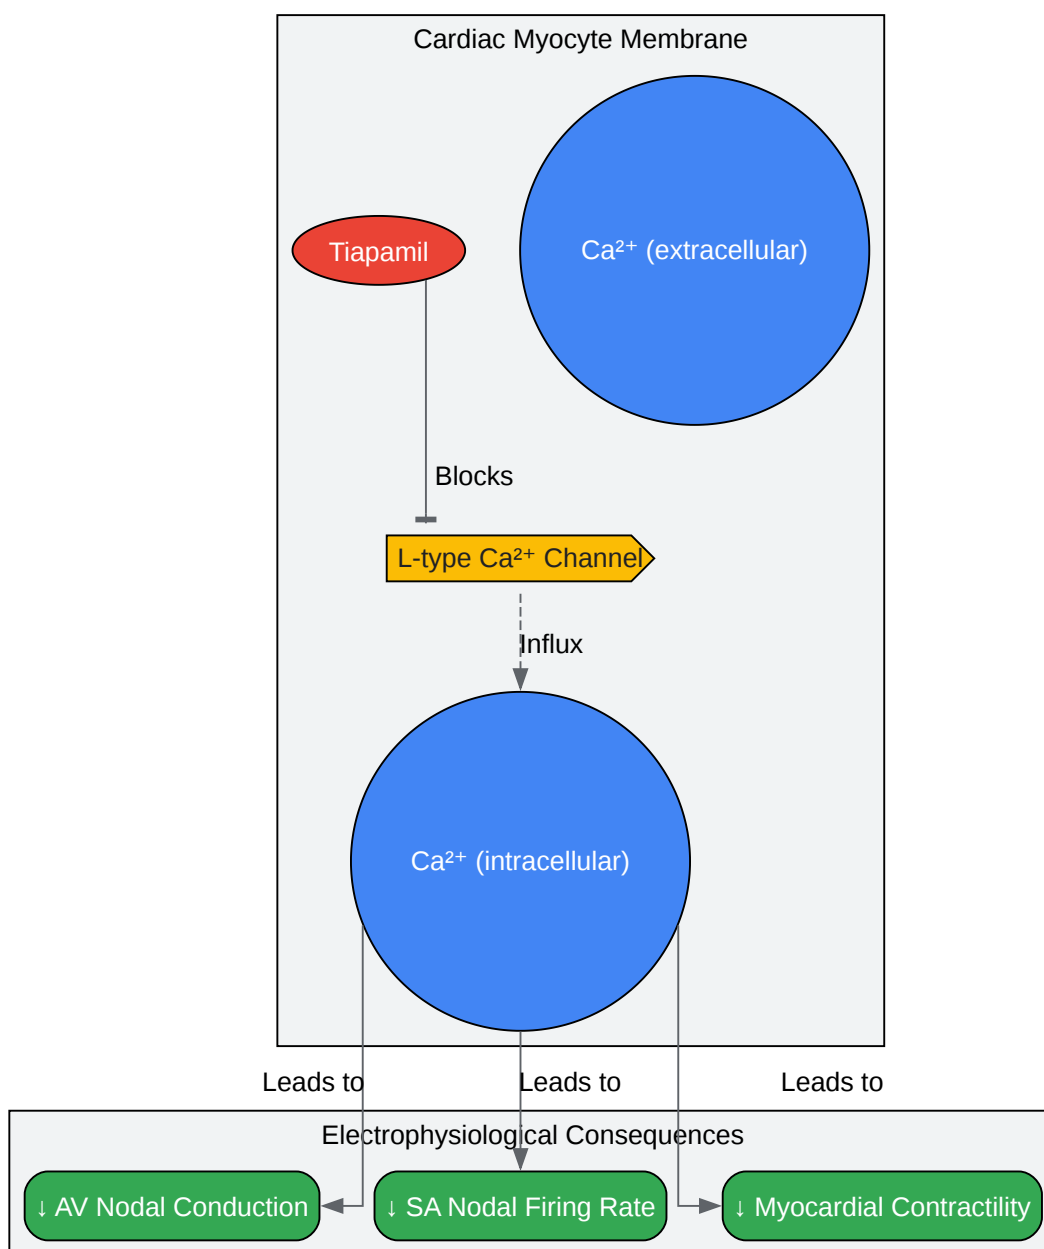 Cardiac Myocyte Membrane
Tiapamil
Ca²⁺ (extracellular)
Blocks
L-type Ca²⁺ Channel
Influx
Ca²⁺ (intracellular)
Leads to
Leads to
Leads to
Electrophysiological Consequences
↓ AV Nodal Conduction
↓ SA Nodal Firing Rate
↓ Myocardial Contractility